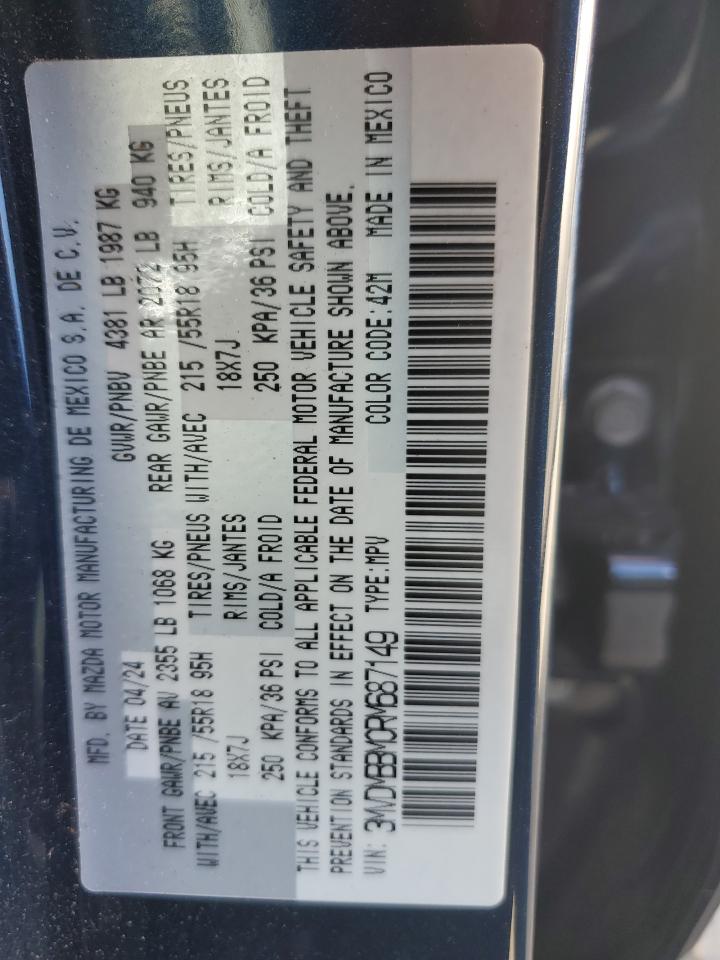 MFD. BY MAZDA MOTOR MANUFACTURING DE MEXICO S.A. DE C.V.
DATE 04/24 GVWR/PNBV 4381 LB 1987 KG
FRONT GAWR/PNBE AV 2355 LB 1068 KG REAR GAWR/PNBE AR 2072 LB 940 KG
WITH/AVEC 215 /55R18 95H TIRES/PNEUS WITH/AVEC 215 /55R18 95H TIRES/PNEUS
18X7J RIMS/JANTES 18X7J RIMS/JANTES
250 KPA/36 PSI COLD/A FROID 250 KPA/36 PSI COLD/A FROID
THIS VEHICLE CONFORMS TO ALL APPLICABLE FEDERAL MOTOR VEHICLE SAFETY AND THEFT
PREVENTION STANDARDS IN EFFECT ON THE DATE OF MANUFACTURE SHOWN ABOVE.
VIN: 3MVDMBBM0RM687149 TYPE:MPV COLOR CODE:42M MADE IN MEXICO